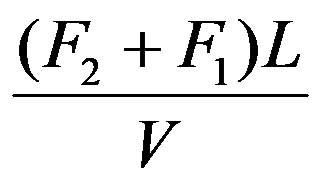 (F₂ + F₁)L
V